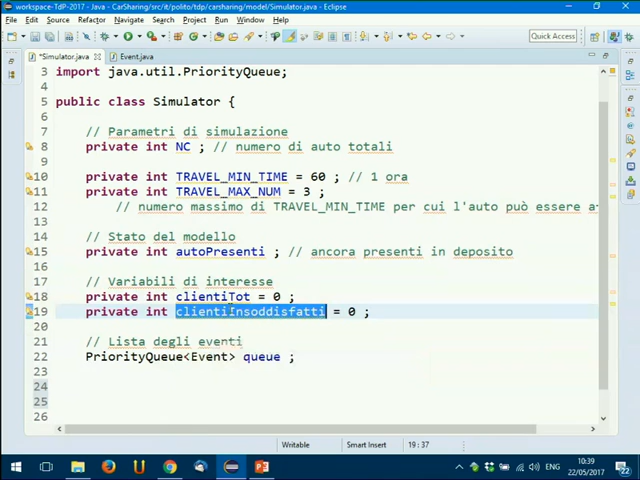 workspace-TdP-2017 - Java - CarSharing/src/it/polito/tdp/carsharing/model/Simulator.java - Eclipse
File Edit Source Refactor Navigate Search Project Run Window Help
Quick Access
*Simulator.java Event.java
3 import java.util.PriorityQueue;
4
5 public class Simulator {
6
7 // Parametri di simulazione
8 private int NC ; // numero di auto totali
9
10 private int TRAVEL_MIN_TIME = 60 ; // 1 ora
11 private int TRAVEL_MAX_NUM = 3 ;
12 // numero massimo di TRAVEL_MIN_TIME per cui l'auto può essere af
13
14 // Stato del modello
15 private int autoPresenti ; // ancora presenti in deposito
16
17 // Variabili di interesse
18 private int clientiTot = 0 ;
19 private int clientiInsoddisfatti = 0 ;
20
21 // Lista degli eventi
22 PriorityQueue<Event> queue ;
23
24
25
26
Writable Smart Insert 19 : 37
ENG 10:39
22/05/2017 22